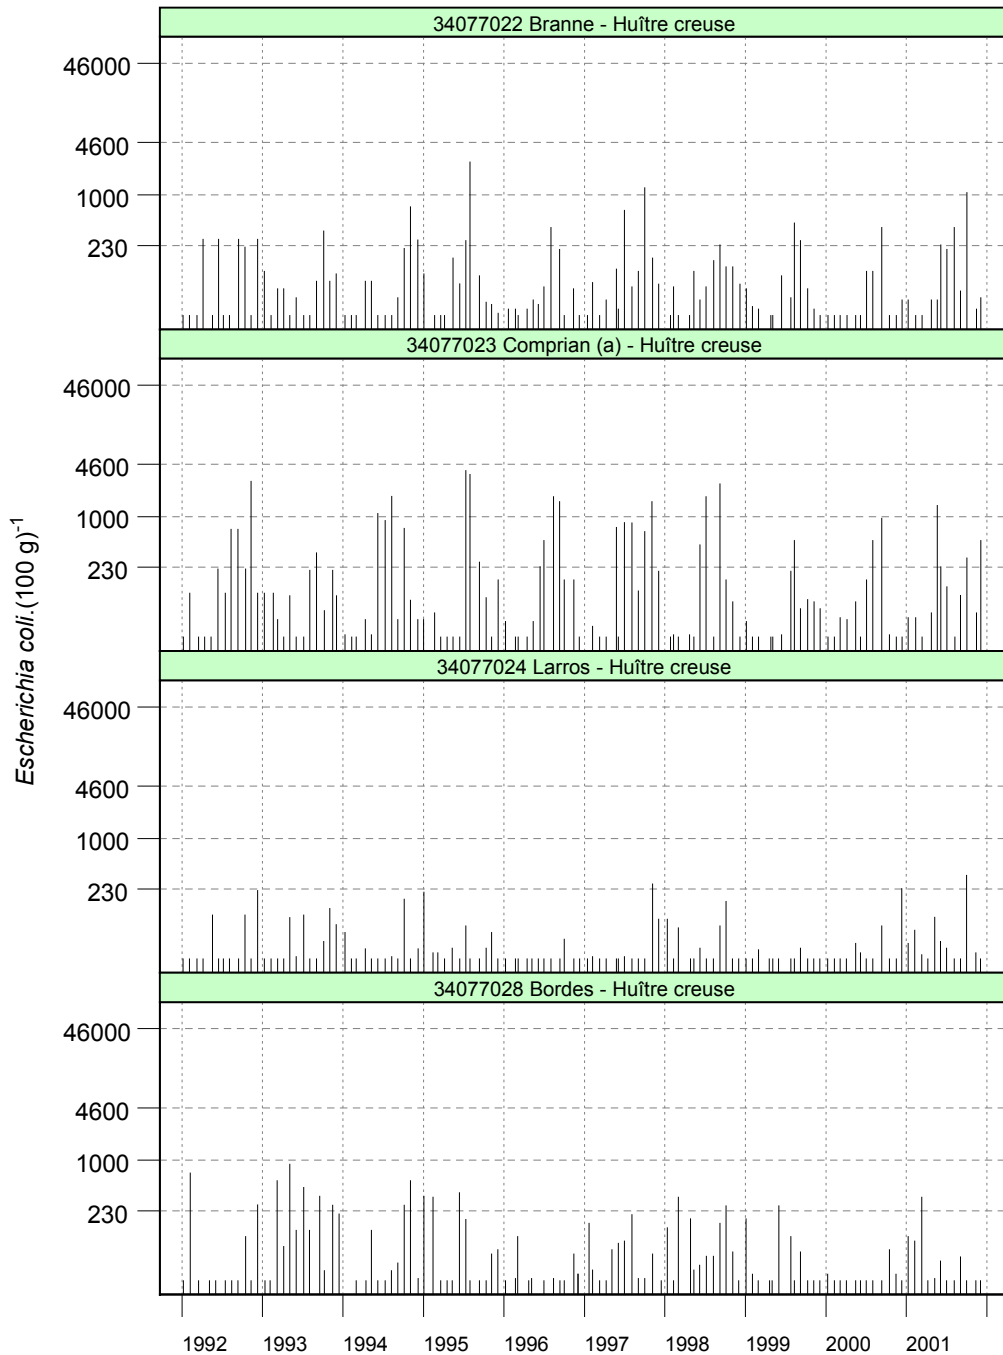 34077022 Branne - Huître creuse
46000
4600
1000
230
34077023 Comprian (a) - Huître creuse
46000
4600
1000
230
Escherichia coli.(100 g)-1
34077024 Larros - Huître creuse
46000
4600
1000
230
34077028 Bordes - Huître creuse
46000
4600
1000
230
1992 1993 1994 1995 1996 1997 1998 1999 2000 2001